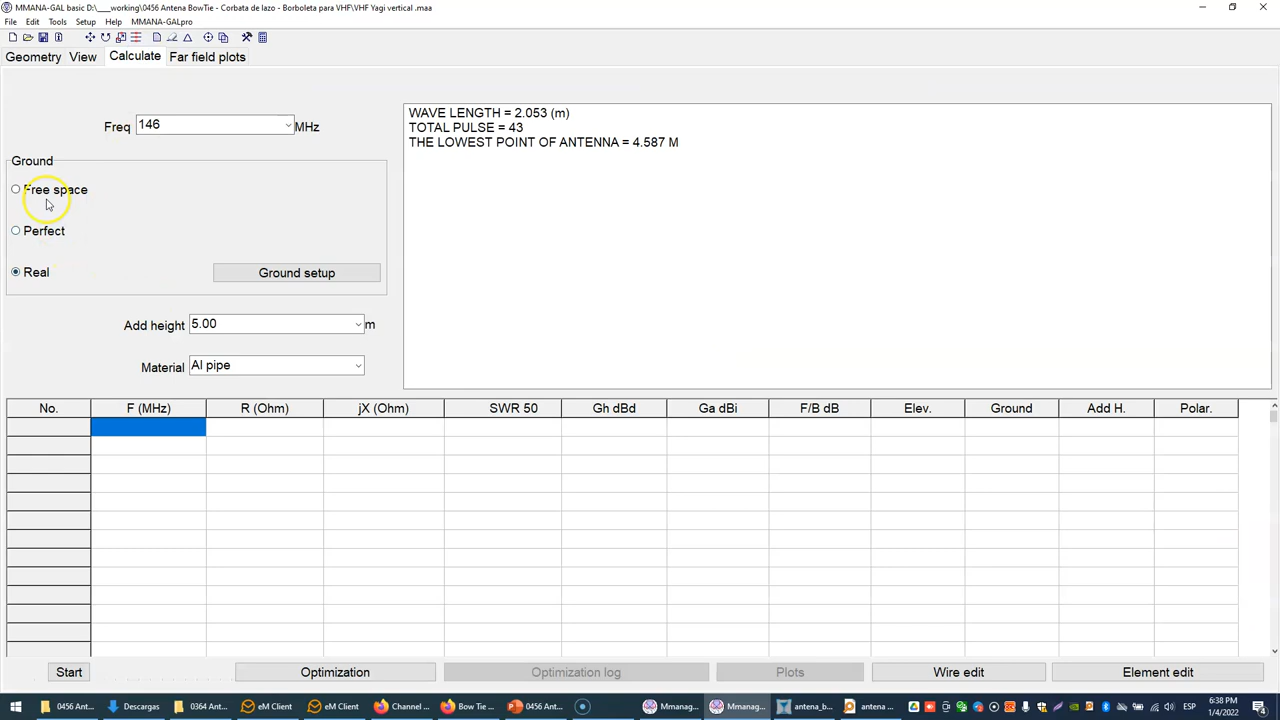 MMANA-GAL basic D:\___working\0456 Antena BowTie - Corbata de lazo - Borboleta para VHF\VHF Yagi vertical .maa
File Edit Tools Setup Help MMANA-GALpro
Geometry View Calculate Far field plots
Freq 146 MHz
WAVE LENGTH = 2.053 (m)
TOTAL PULSE = 43
THE LOWEST POINT OF ANTENNA = 4.587 M
Ground
Free space
Perfect
Real Ground setup
Add height 5.00 m
Material Al pipe
No. F (MHz) R (Ohm) jX (Ohm) SWR 50 Gh dBd Ga dBi F/B dB Elev. Ground Add H. Polar.
Start Optimization Optimization log Plots Wire edit Element edit
0456 Ant... Descargas 0364 Ant... eM Client eM Client Channel ... Bow Tie ... 0456 Ant... Mmanag... Mmanag... antena_b... antena ... ESP 6:38 PM
1/4/2022